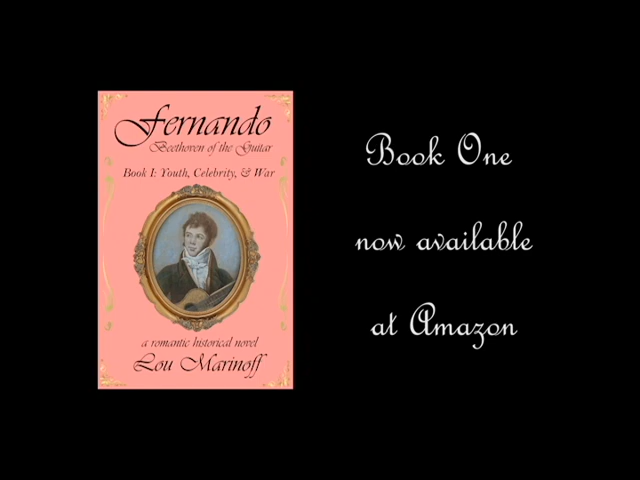 Fernando
Beethoven of the Guitar
Book I: Youth, Celebrity, & War
a romantic historical novel
Lou Marinoff
Book One
now available
at Amazon